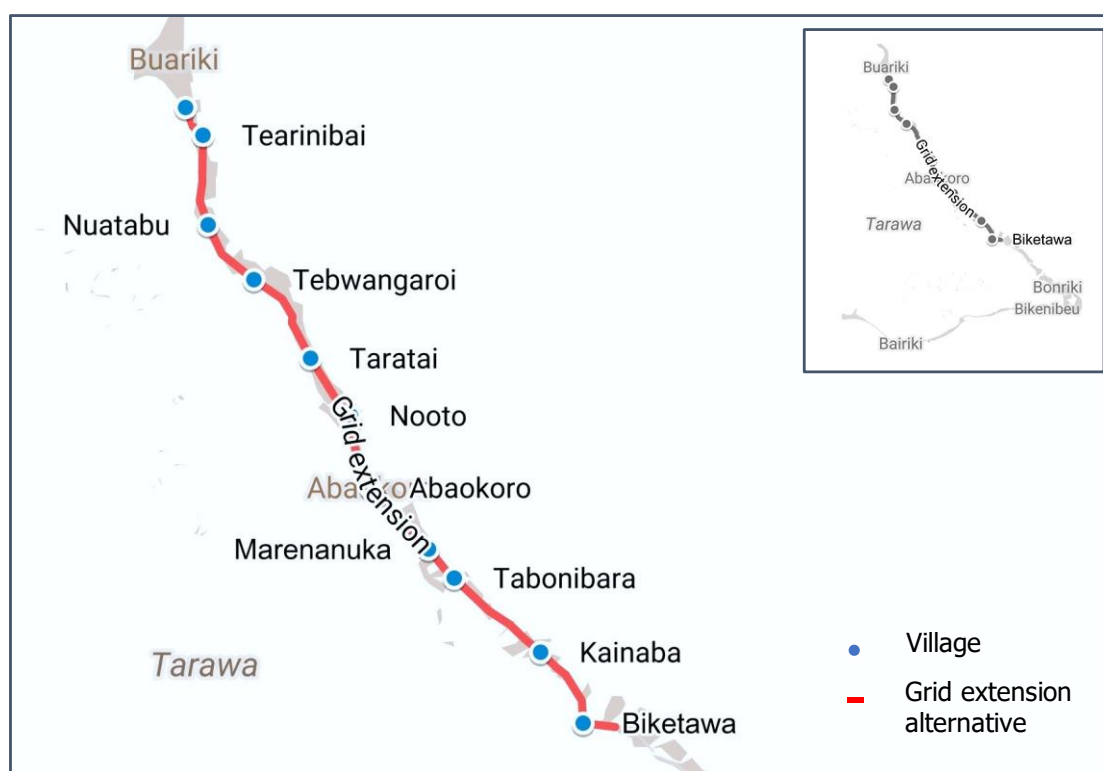 Buariki
Tearinibai
Nuatabu
Tebwangaroi
Taratai
Nooto
Grid extension
Abaokoro
Marenanuka
Tabonibara
Kainaba
Tarawa
Biketawa
Village
Grid extension
alternative
Buariki
Grid extension
Tarawa
Biketawa
Bonriki
Bikenibeu
Bairiki